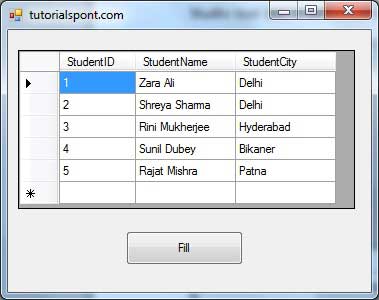 tutorialspont.com
StudentID StudentName StudentCity
1 Zara Ali Delhi
2 Shreya Sharma Delhi
3 Rini Mukherjee Hyderabad
4 Sunil Dubey Bikaner
5 Rajat Mishra Patna
Fill